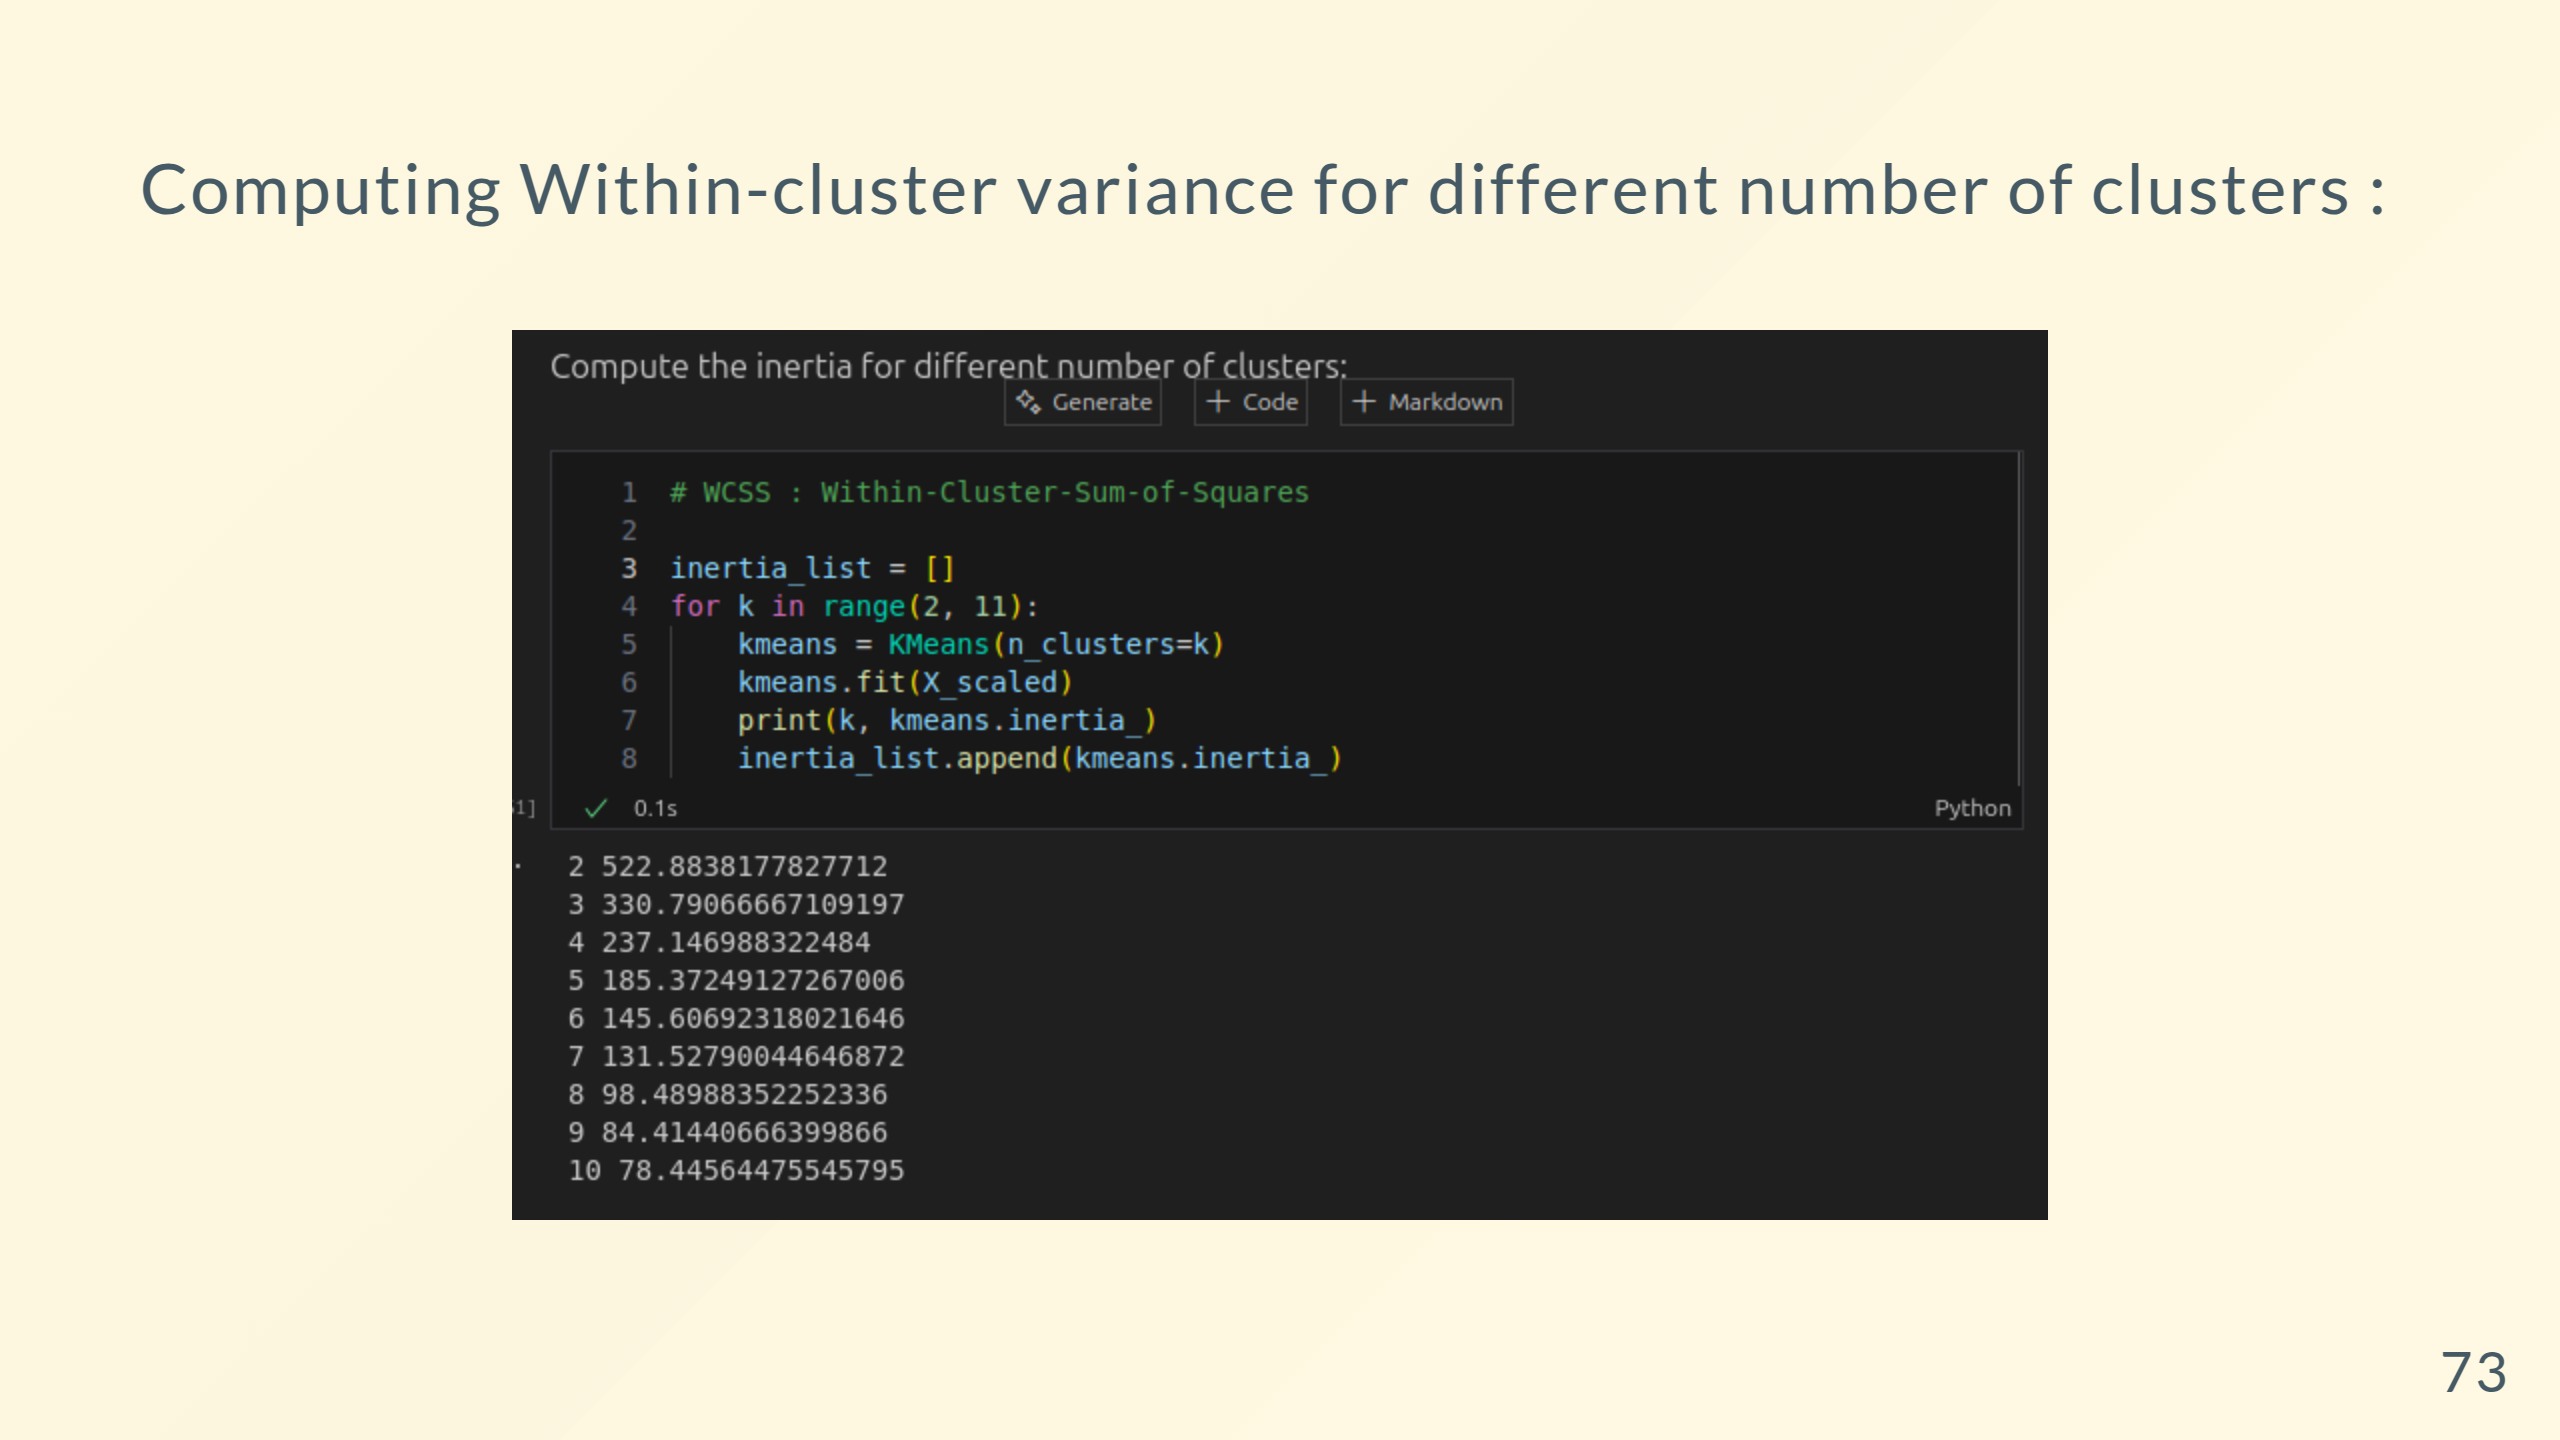 Computing Within-cluster variance for different number of clusters :
Compute the inertia for different number of clusters:
Generate
Code
Markdown
1 # WCSS : Within-Cluster-Sum-of-Squares
2
3 inertia_list = []
4 for k in range(2, 11):
5     kmeans = KMeans(n_clusters=k)
6     kmeans.fit(X_scaled)
7     print(k, kmeans.inertia_)
8     inertia_list.append(kmeans.inertia_)
1] ✓ 0.1s Python
2 522.8838177827712
3 330.79066667109197
4 237.146988322484
5 185.37249127267006
6 145.60692318021646
7 131.52790044646872
8 98.48988352252336
9 84.41440666399866
10 78.44564475545795
73